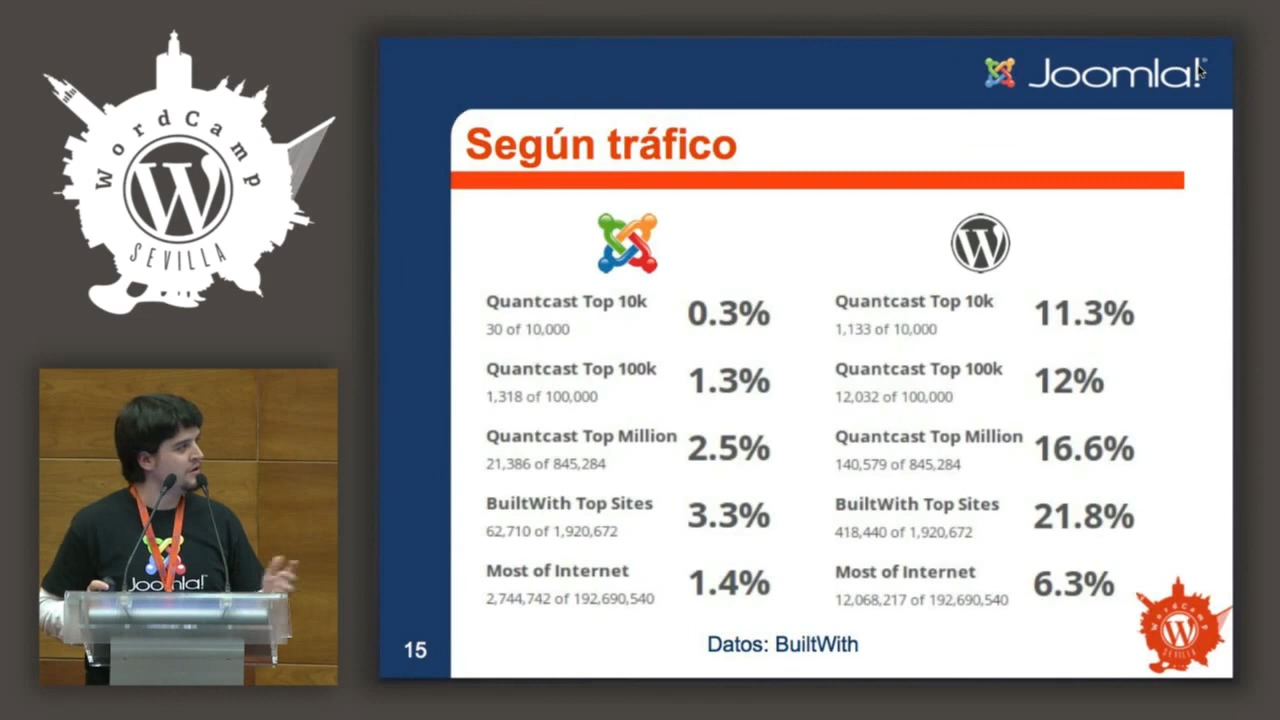 WordCamp
SEVILLA
Joomla!
Joomla!
Según tráfico
Quantcast Top 10k
0.3%
30 of 10,000
Quantcast Top 100k
1.3%
1,318 of 100,000
Quantcast Top Million
2.5%
21,386 of 845,284
BuiltWith Top Sites
3.3%
62,710 of 1,920,672
Most of Internet
1.4%
2,744,742 of 192,690,540
Quantcast Top 10k
11.3%
1,133 of 10,000
Quantcast Top 100k
12%
12,032 of 100,000
Quantcast Top Million
16.6%
140,579 of 845,284
BuiltWith Top Sites
21.8%
418,440 of 1,920,672
Most of Internet
6.3%
12,068,217 of 192,690,540
Datos: BuiltWith
15
WordCamp
SEVILLA